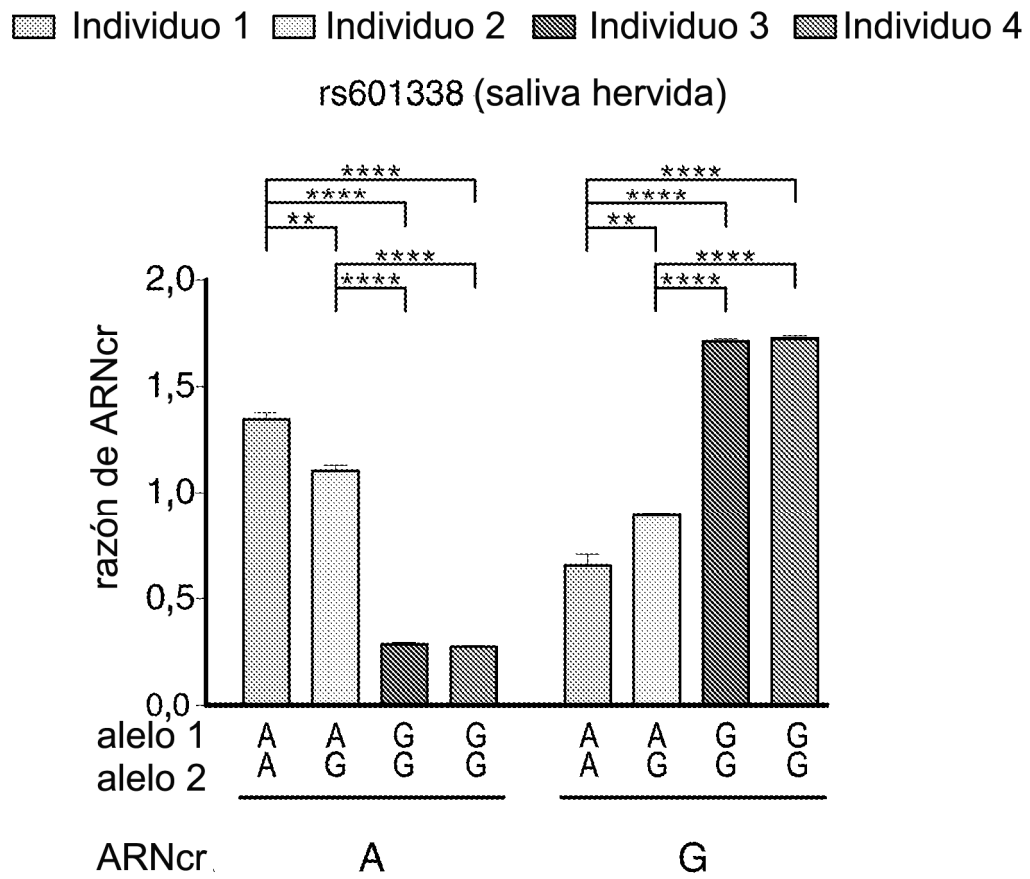 Individuo 1 Individuo 2 Individuo 3 Individuo 4
rs601338 (saliva hervida)
**** ****
**** ****
** **
**** ****
**** ****
razón de ARNcr
2,0
1,5
1,0
0,5
0,0
alelo 1 A A G G A A G G
alelo 2 A G G G A G G G
ARNcr A G